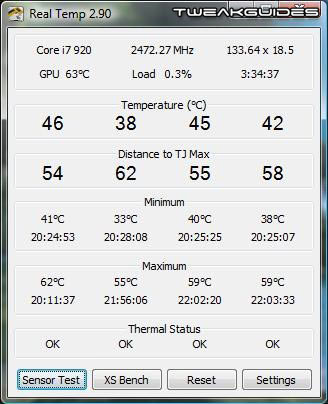 Real Temp 2.90
TWEAKGUIDES
Core i7 920 2472.27 MHz 133.64 x 18.5
GPU 63°C Load 0.3% 3:34:37
Temperature (°C)
46 38 45 42
Distance to TJ Max
54 62 55 58
Minimum
41°C 33°C 40°C 38°C
20:24:53 20:28:08 20:25:25 20:25:07
Maximum
62°C 55°C 59°C 59°C
20:11:37 21:56:06 22:02:20 22:03:33
Thermal Status
OK OK OK OK
Sensor Test XS Bench Reset Settings